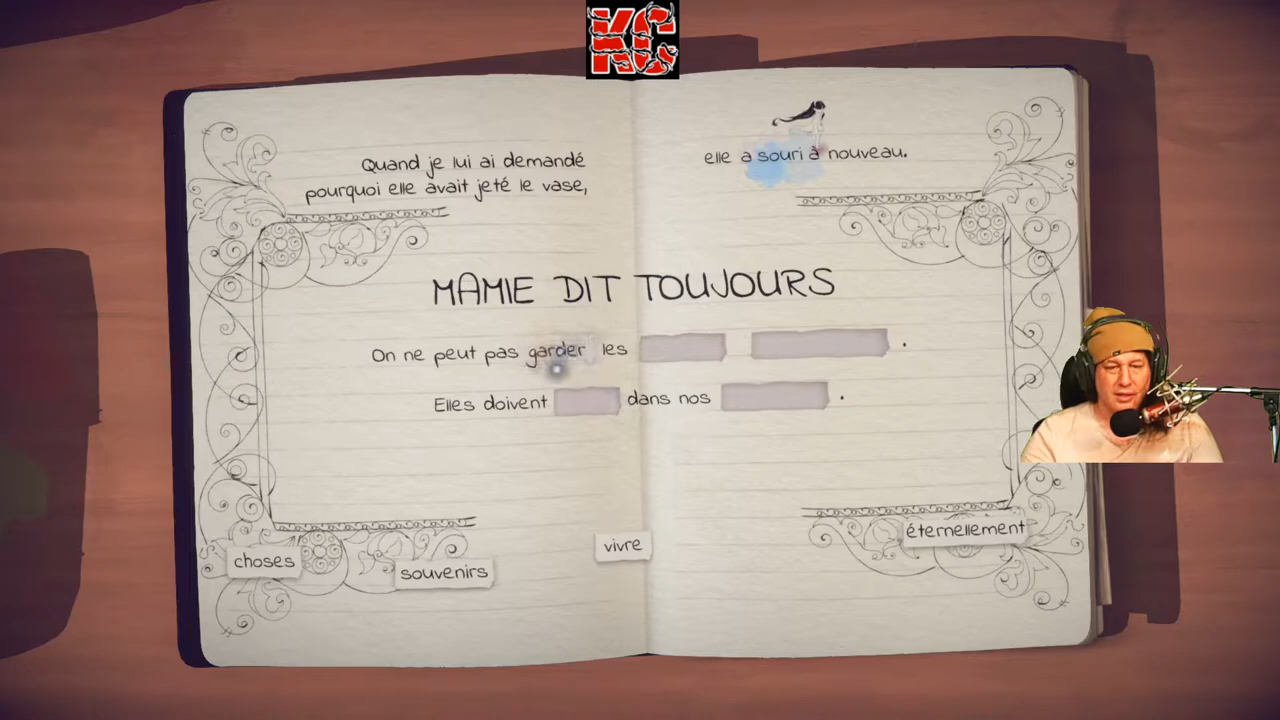 KC
Quand je lui ai demandé
pourquoi elle avait jeté le vase,
elle a souri à nouveau.
MAMIE DIT TOUJOURS
On ne peut pas garder les .
Elles doivent dans nos .
choses
souvenirs
vivre
éternellement